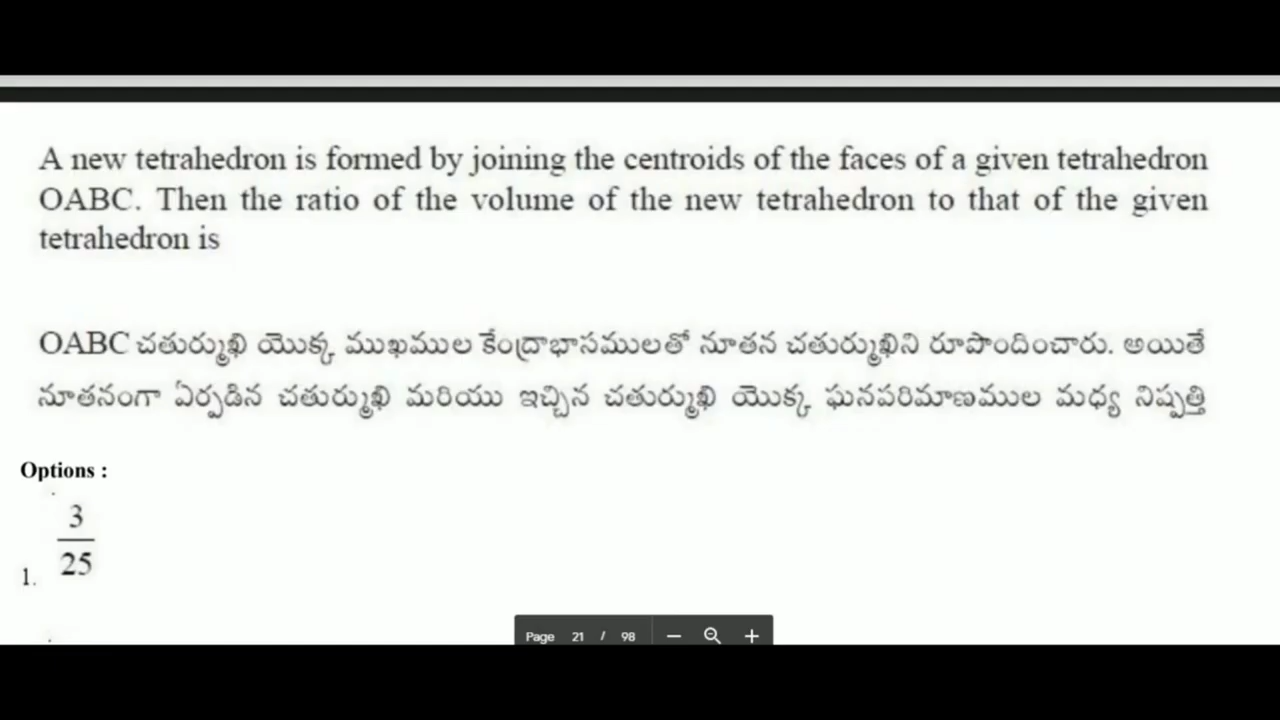 A new tetrahedron is formed by joining the centroids of the faces of a given tetrahedron
OABC. Then the ratio of the volume of the new tetrahedron to that of the given
tetrahedron is
OABC చతుర్ముఖి యొక్క ముఖముల కేంద్రాభాసములతో నూతన చతుర్ముఖిని రూపొందించారు. అయితే
నూతనంగా ఏర్పడిన చతుర్ముఖి మరియు ఇచ్చిన చతుర్ముఖి యొక్క ఘనపరిమాణముల మధ్య నిష్పత్తి
Options :
3
25
1.
Page 21 / 98